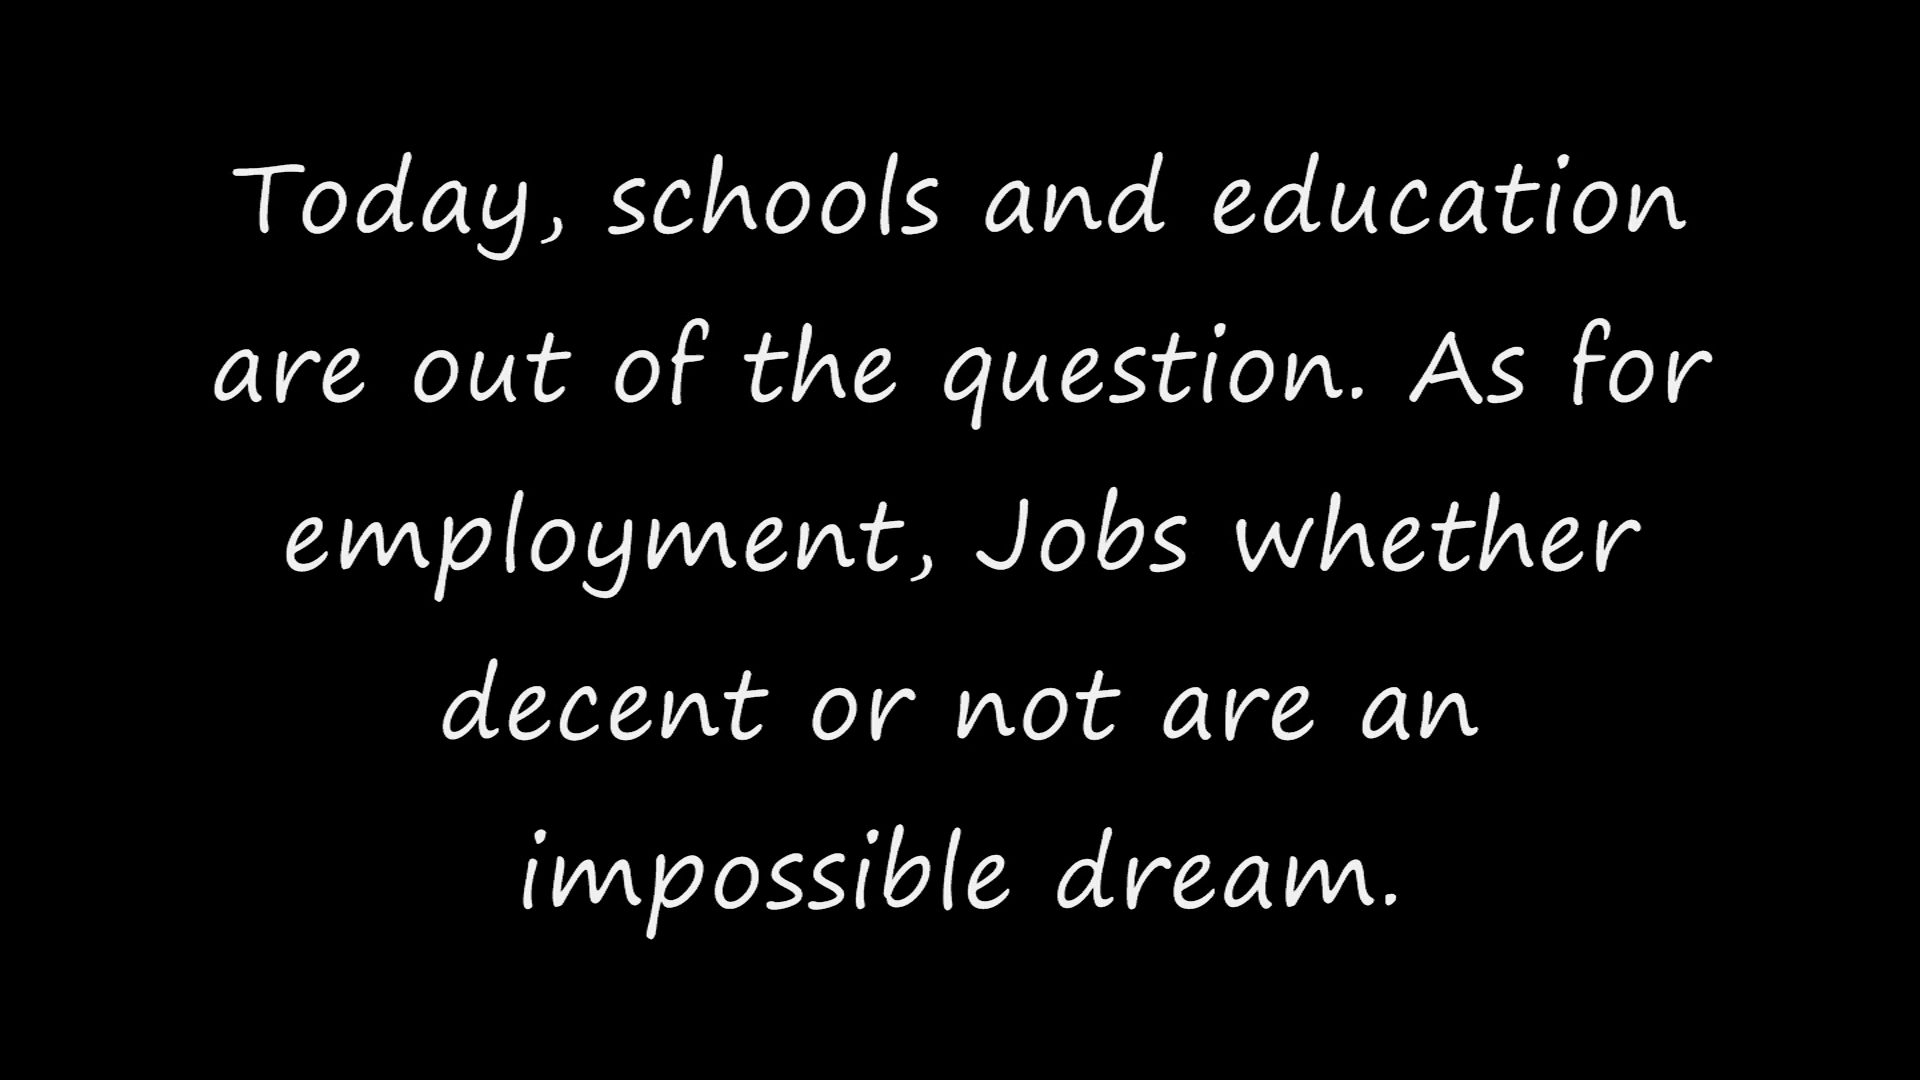 Today, schools and education
are out of the question. As for
employment, Jobs whether
decent or not are an
impossible dream.